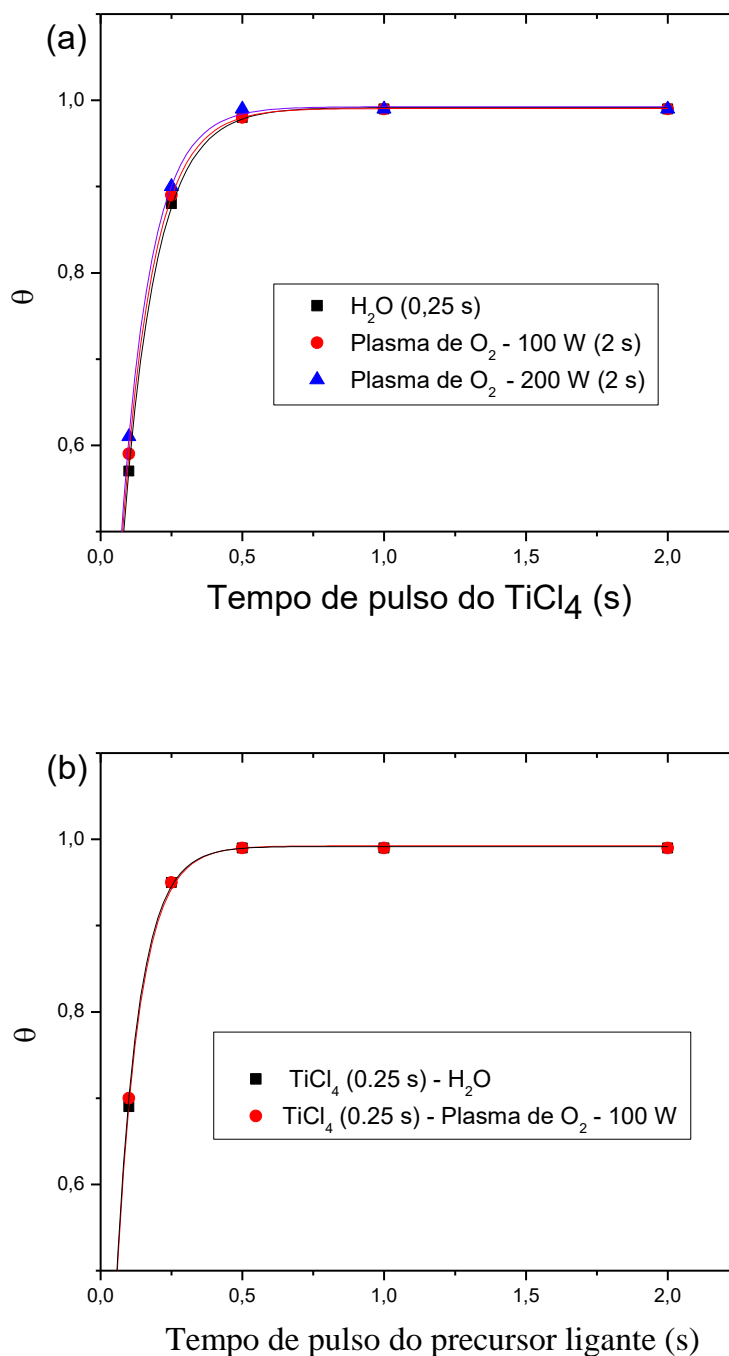 (a)
1,0
0,8
θ
0,6
H₂O (0,25 s)
Plasma de O₂ - 100 W (2 s)
Plasma de O₂ - 200 W (2 s)
0,0 0,5 1,0 1,5 2,0
Tempo de pulso do TiCl₄ (s)
(b)
1,0
0,8
θ
0,6
TiCl₄ (0.25 s) - H₂O
TiCl₄ (0.25 s) - Plasma de O₂ - 100 W
0,0 0,5 1,0 1,5 2,0
Tempo de pulso do precursor ligante (s)